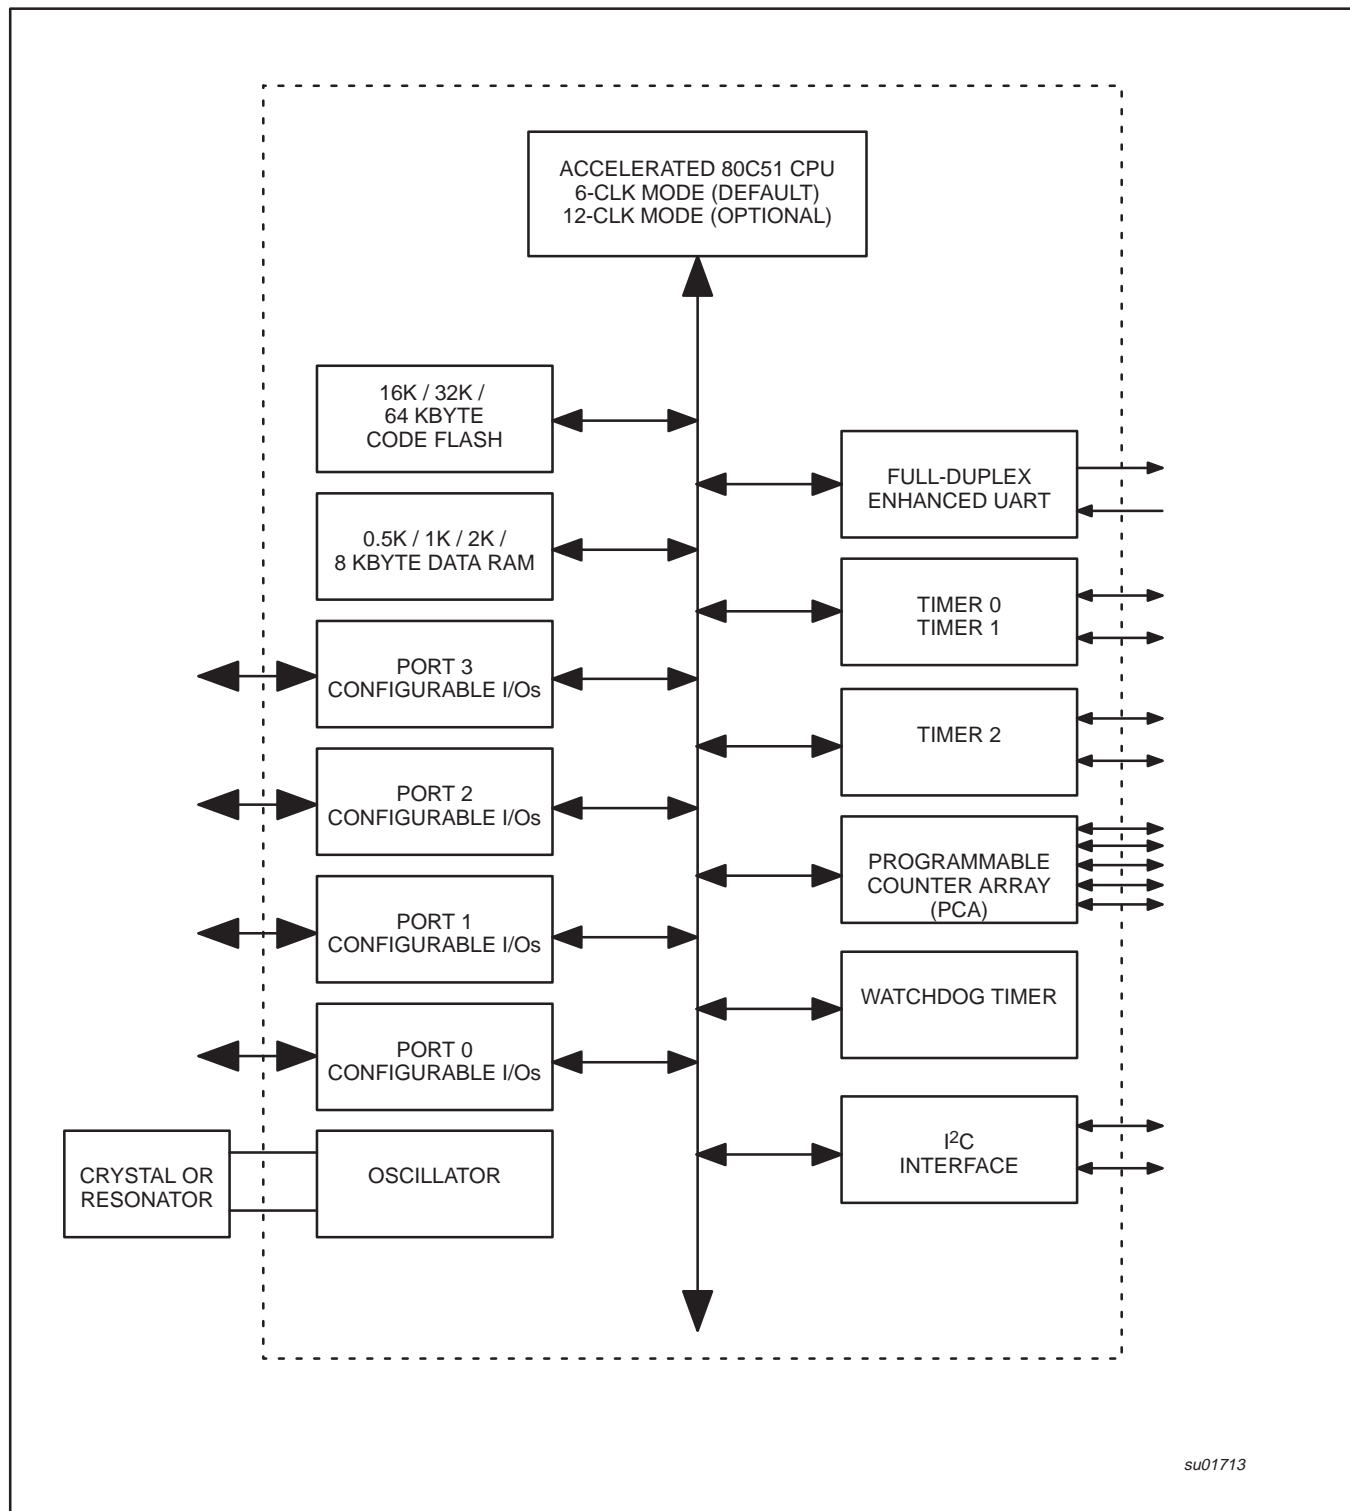 ACCELERATED 80C51 CPU
6-CLK MODE (DEFAULT)
12-CLK MODE (OPTIONAL)
16K / 32K /
64 KBYTE
CODE FLASH
0.5K / 1K / 2K /
8 KBYTE DATA RAM
PORT 3
CONFIGURABLE I/Os
PORT 2
CONFIGURABLE I/Os
PORT 1
CONFIGURABLE I/Os
PORT 0
CONFIGURABLE I/Os
CRYSTAL OR
RESONATOR
OSCILLATOR
FULL-DUPLEX
ENHANCED UART
TIMER 0
TIMER 1
TIMER 2
PROGRAMMABLE
COUNTER ARRAY
(PCA)
WATCHDOG TIMER
I²C
INTERFACE
su01713